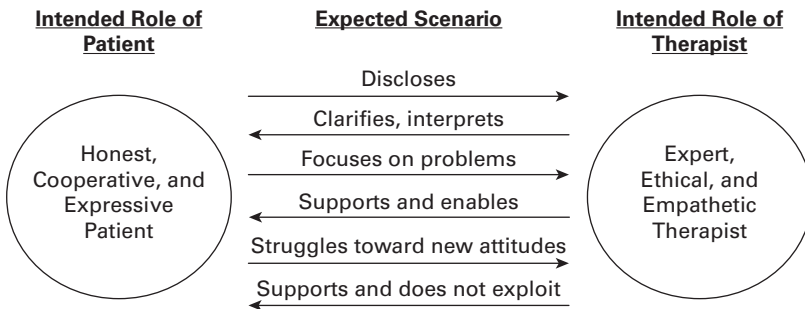 Intended Role of
Patient
Expected Scenario
Intended Role of
Therapist
Honest,
Cooperative, and
Expressive
Patient
Discloses
Clarifies, interprets
Focuses on problems
Supports and enables
Struggles toward new attitudes
Supports and does not exploit
Expert,
Ethical, and
Empathetic
Therapist